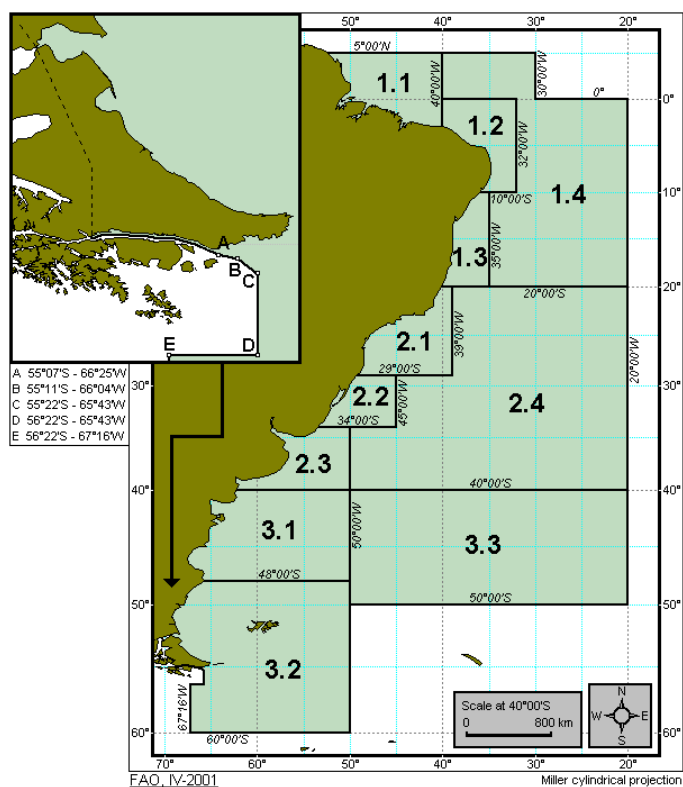 50° 40° 30° 20°
5°00'N
1.1
40°00'W
30°00'W
0°
0°
1.2
32°00'W
10°00'S
10°
1.4
1.3
35°00'W
20°00'S
20°
A
B
C
D
E
A 55°07'S - 66°25'W
B 55°11'S - 66°04'W
C 55°22'S - 65°43'W
D 56°22'S - 65°43'W
E 56°22'S - 67°16'W
2.1
39°00'W
20°00'W
29°00'S
30°
30°
2.2
45°00'W
2.4
34°00'S
2.3
40°
40°00'S
40°
3.1
50°00'W
3.3
48°00'S
50°
50°00'S
50°
3.2
67°16'W
60°00'S
60°
60°
Scale at 40°00'S
0 800 km
N
W E
S
70° 60° 50° 40° 30° 20°
FAO, IV-2001
Miller cylindrical projection